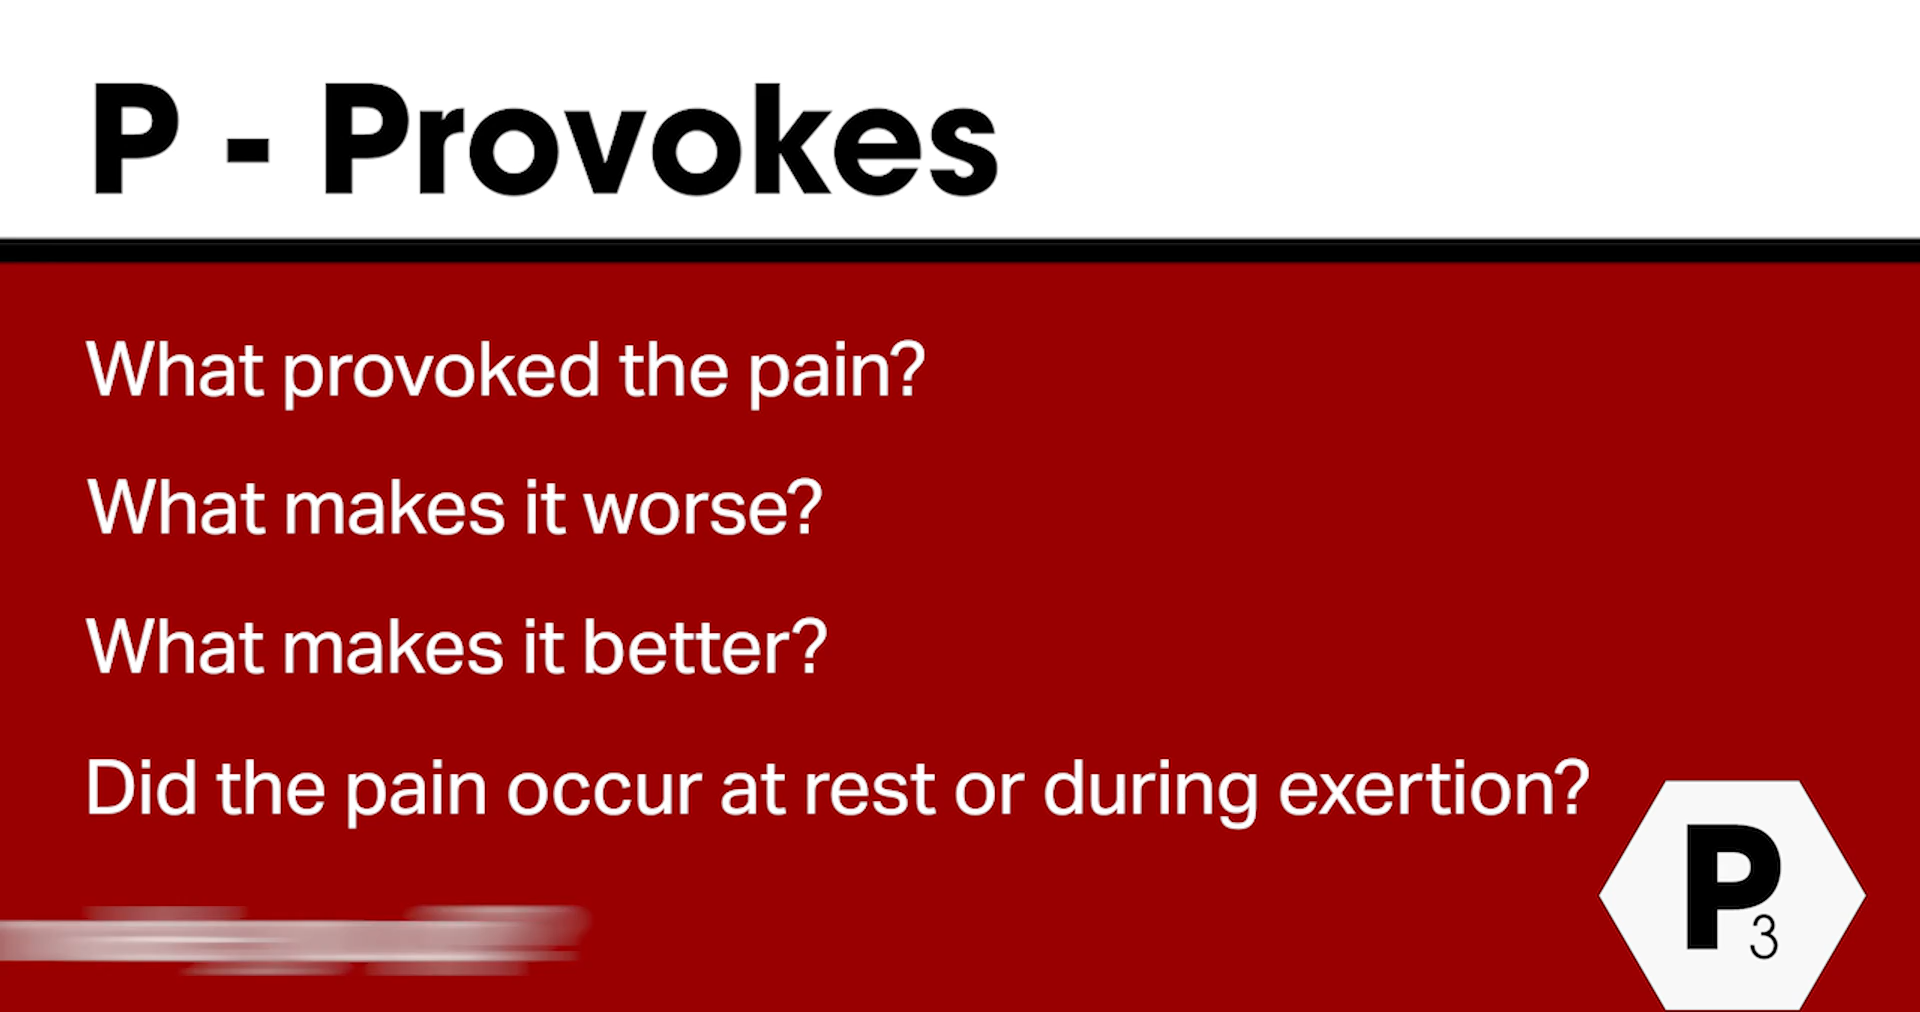 P - Provokes
What provoked the pain?
What makes it worse?
What makes it better?
Did the pain occur at rest or during exertion?
P3